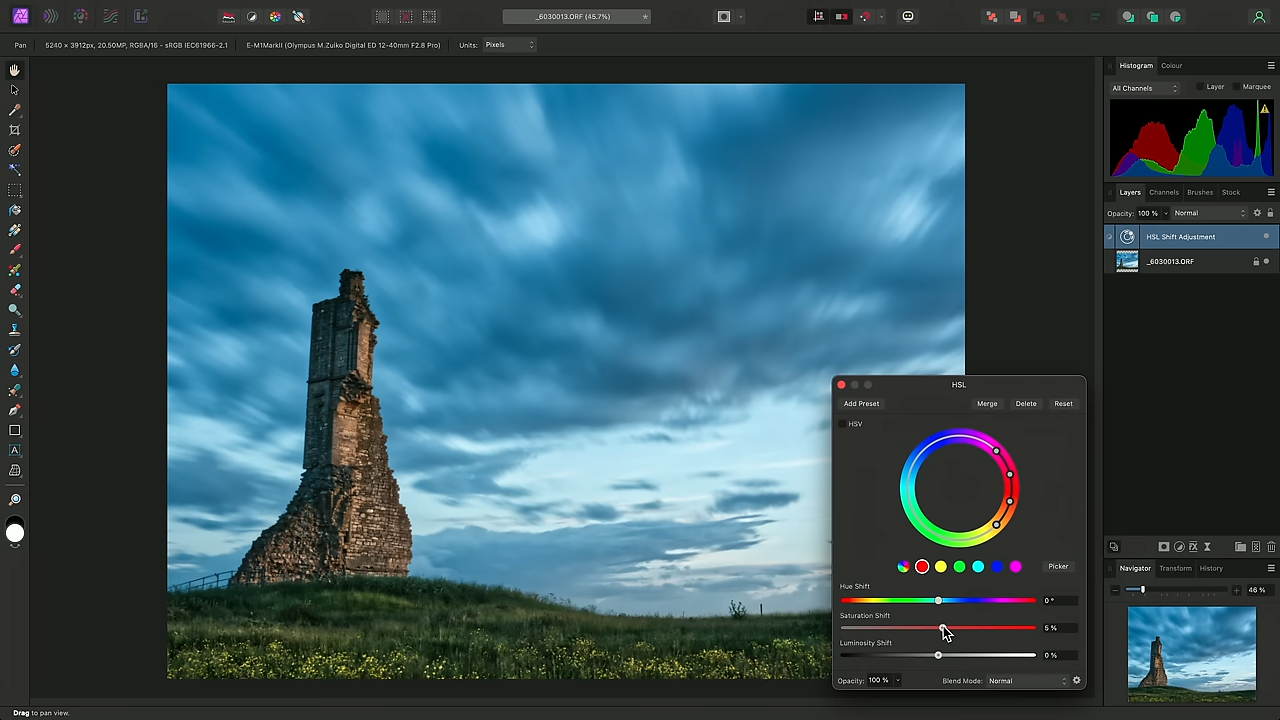 _6030013.ORF (45.7%)
Pan
5240 × 3912px, 20.50MP, RGBA/16 - sRGB IEC61966-2.1
E-M1MarkII (Olympus M.Zuiko Digital ED 12-40mm F2.8 Pro)
Units:
Pixels
Histogram
Colour
All Channels
Layer
Marquee
Layers
Channels
Brushes
Stock
Opacity: 100 %
Normal
HSL Shift Adjustment
_6030013.ORF
HSL
Add Preset
Merge
Delete
Reset
HSV
Picker
Hue Shift
0 °
Saturation Shift
5 %
Luminosity Shift
0 %
Opacity: 100 %
Blend Mode: Normal
Navigator
Transform
History
46 %
Drag to pan view.